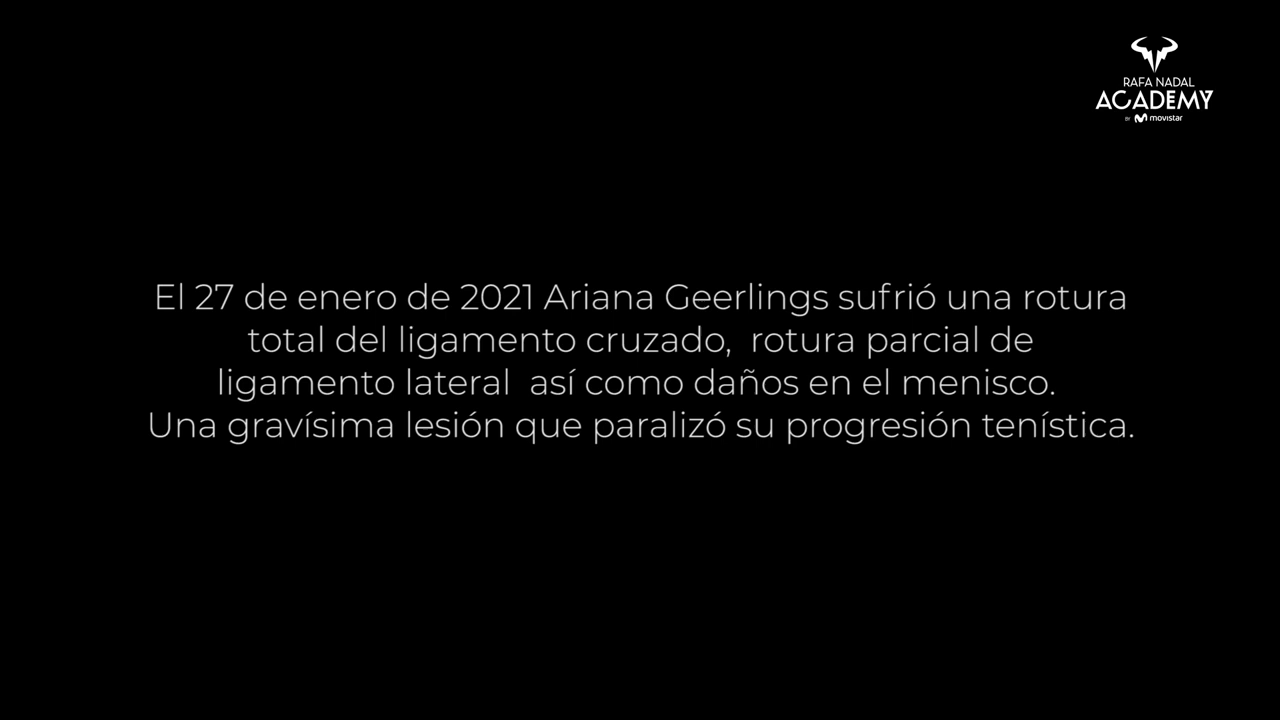 RAFA NADAL
ACADEMY
BY movistar
El 27 de enero de 2021 Ariana Geerlings sufrió una rotura
total del ligamento cruzado,  rotura parcial de
ligamento lateral  así como daños en el menisco.
Una gravísima lesión que paralizó su progresión tenística.